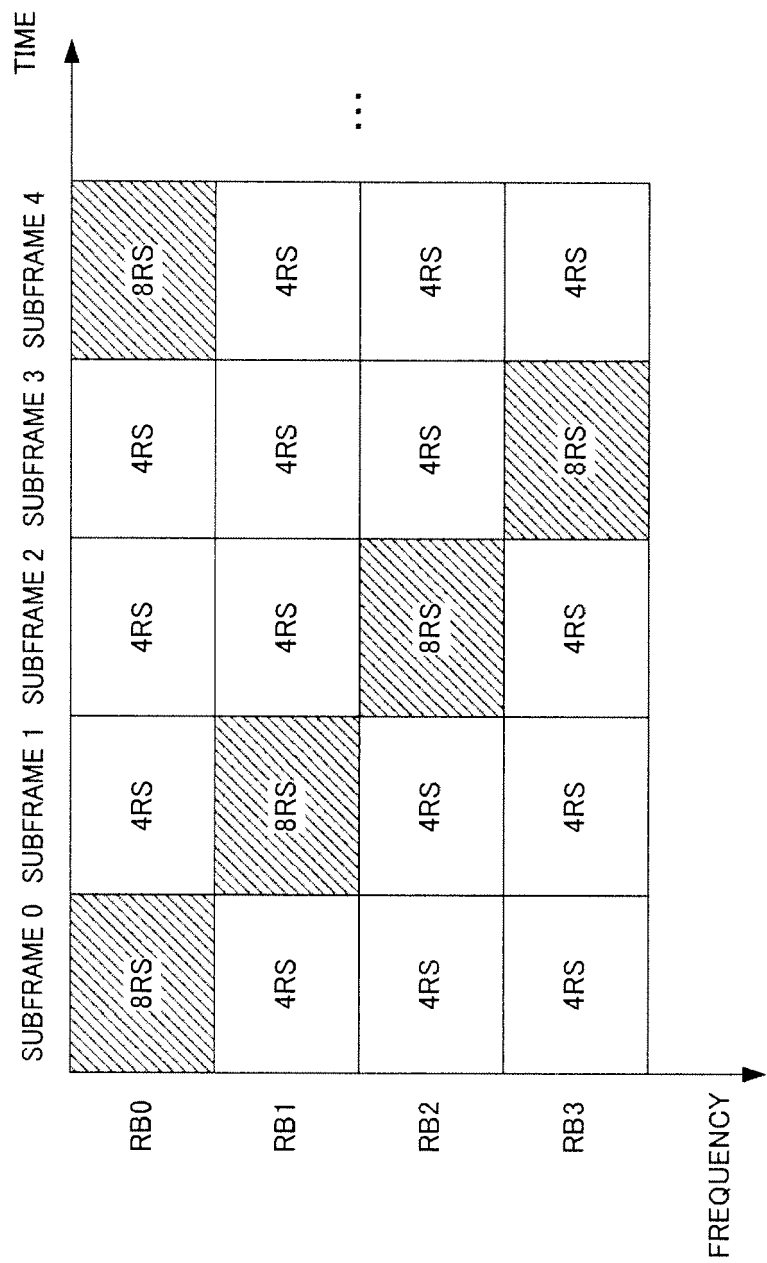 SUBFRAME 0 SUBFRAME 1 SUBFRAME 2 SUBFRAME 3 SUBFRAME 4 TIME
RB0 8RS 4RS 4RS 4RS 8RS
RB1 4RS 8RS 4RS 4RS 4RS ...
RB2 4RS 4RS 8RS 4RS 4RS
RB3 4RS 4RS 4RS 8RS 4RS
FREQUENCY